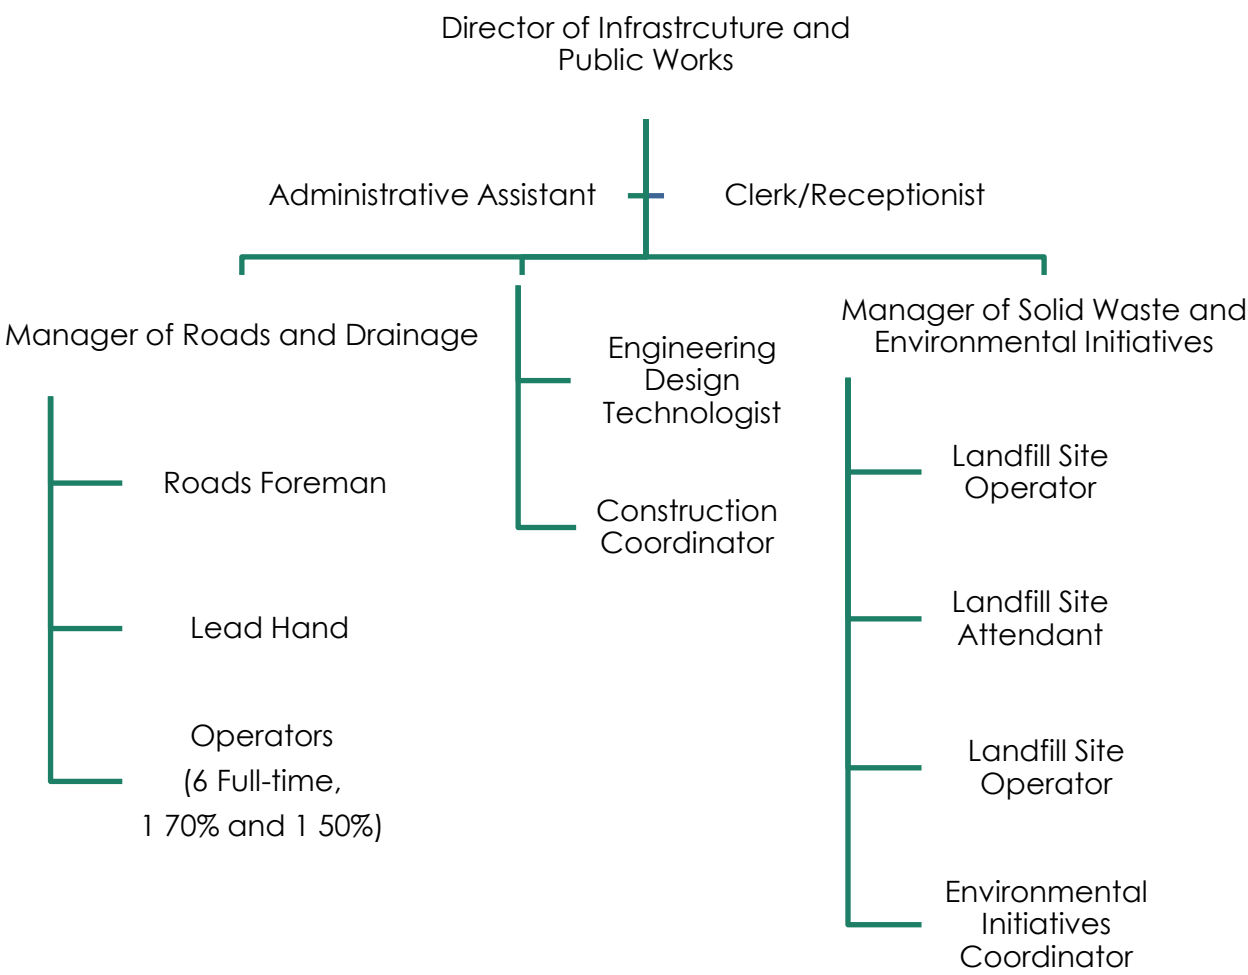 Director of Infrastrcuture and
Public Works
Administrative Assistant
Clerk/Receptionist
Manager of Roads and Drainage
Roads Foreman
Lead Hand
Operators
(6 Full-time,
1 70% and 1 50%)
Engineering
Design
Technologist
Construction
Coordinator
Manager of Solid Waste and
Environmental Initiatives
Landfill Site
Operator
Landfill Site
Attendant
Landfill Site
Operator
Environmental
Initiatives
Coordinator